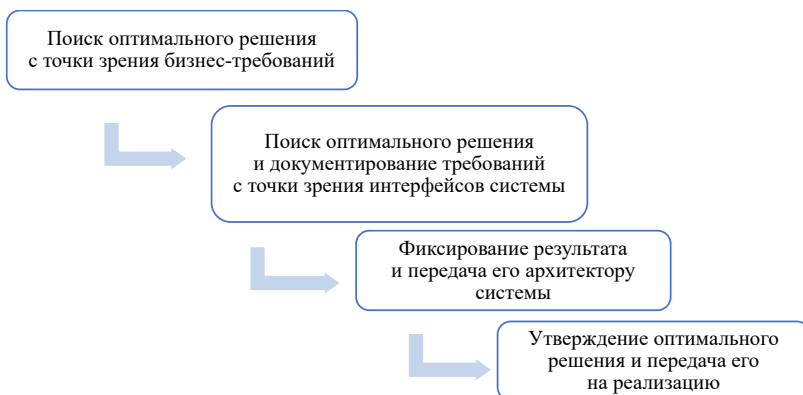 Поиск оптимального решения
с точки зрения бизнес-требований
Поиск оптимального решения
и документирование требований
с точки зрения интерфейсов системы
Фиксирование результата
и передача его архитектору
системы
Утверждение оптимального
решения и передача его
на реализацию